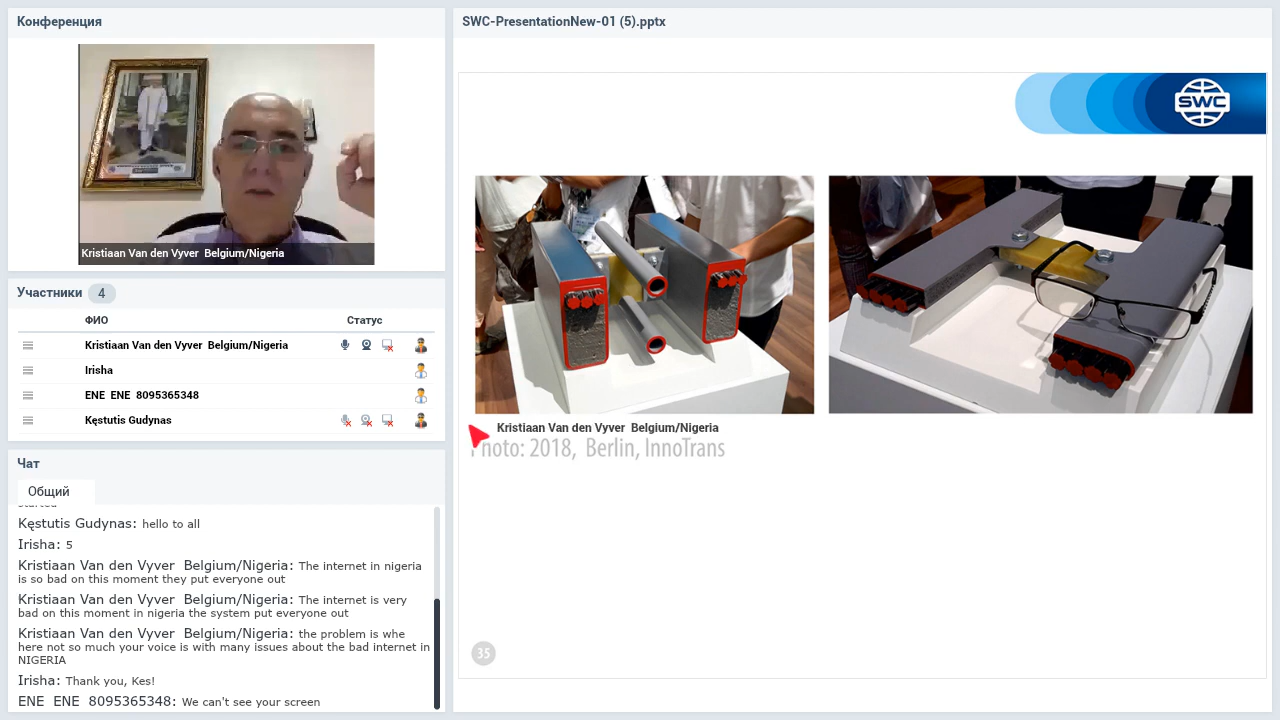 Конференция
Kristiaan Van den Vyver Belgium/Nigeria
Участники 4
ФИО Статус
Kristiaan Van den Vyver Belgium/Nigeria
Irisha
ENE ENE 8095365348
Kęstutis Gudynas
Чат
Общий
started
Kęstutis Gudynas: hello to all
Irisha: 5
Kristiaan Van den Vyver Belgium/Nigeria: The internet in nigeria
is so bad on this moment they put everyone out
Kristiaan Van den Vyver Belgium/Nigeria: The internet is very
bad on this moment in nigeria the system put everyone out
Kristiaan Van den Vyver Belgium/Nigeria: the problem is whe
here not so much your voice is with many issues about the bad internet in
NIGERIA
Irisha: Thank you, Kes!
ENE ENE 8095365348: We can't see your screen
SWC-PresentationNew-01 (5).pptx
SWC
Kristiaan Van den Vyver Belgium/Nigeria
Photo: 2018, Berlin, InnoTrans
35